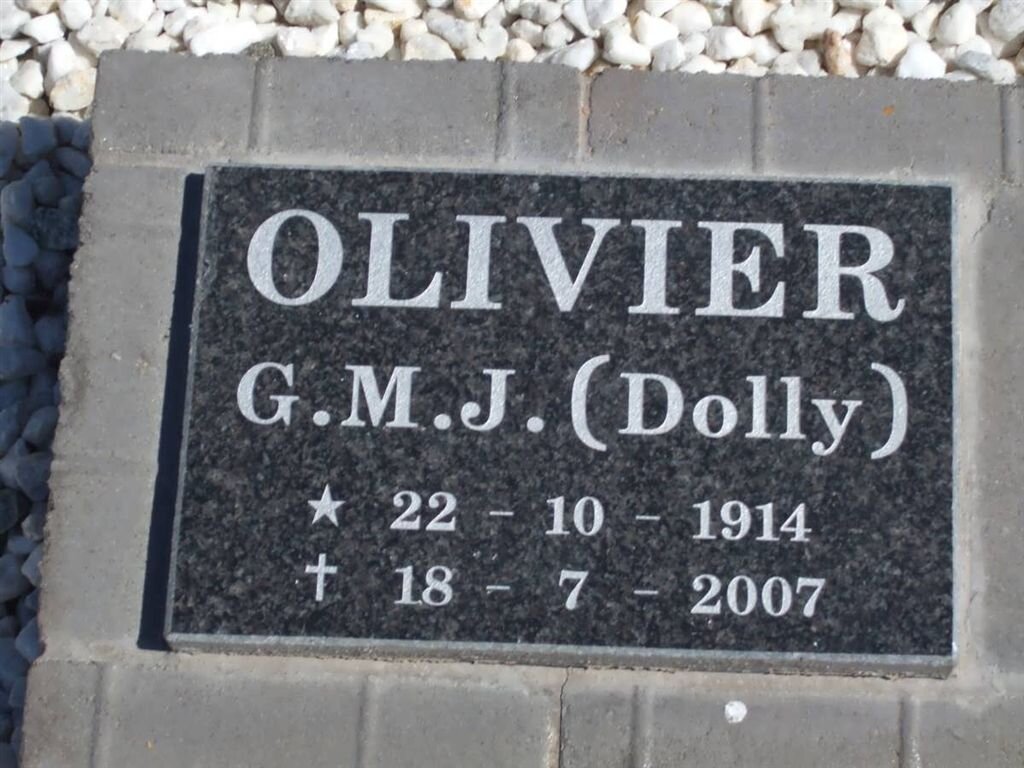 OLIVIER
G.M.J. (Dolly)
★ 22 - 10 - 1914
✝ 18 - 7 - 2007